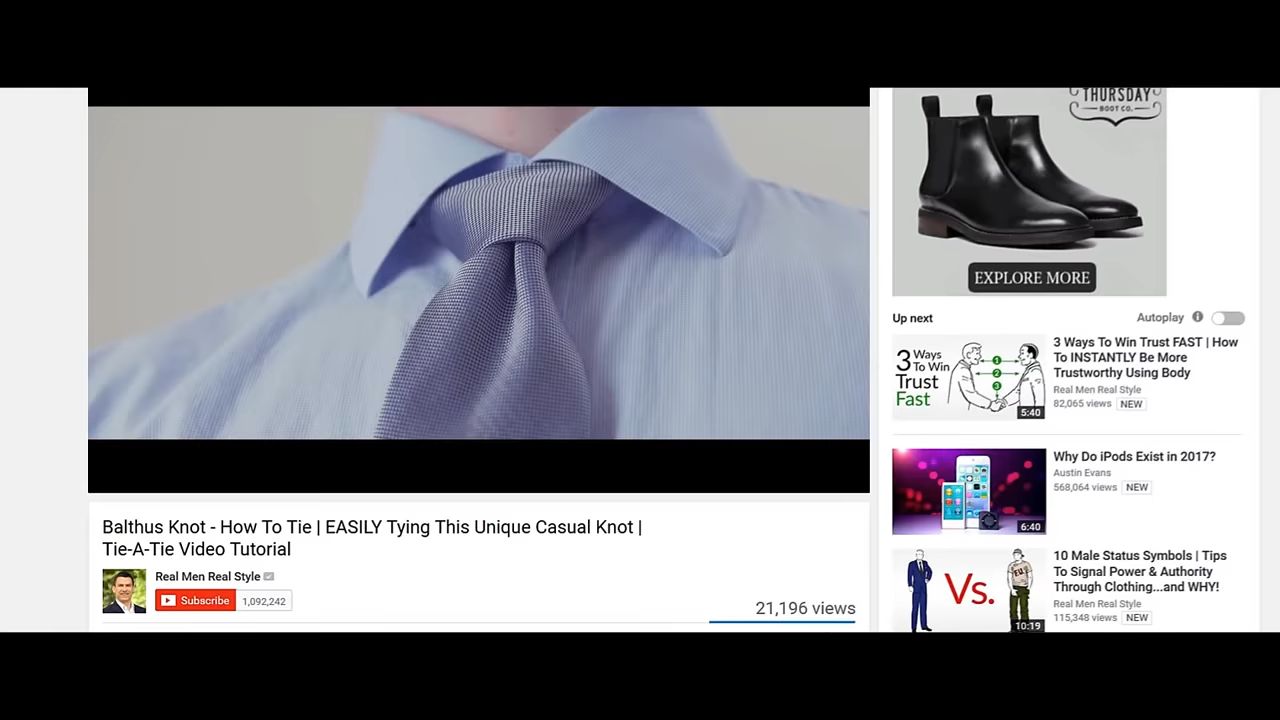 THURSDAY
BOOT CO.
EXPLORE MORE
Up next
Autoplay
3 Ways
To Win
Trust
Fast
1
2
3
5:40
3 Ways To Win Trust FAST | How
To INSTANTLY Be More
Trustworthy Using Body
Real Men Real Style
82,065 views NEW
6:40
Why Do iPods Exist in 2017?
Austin Evans
568,064 views NEW
Vs.
10:19
10 Male Status Symbols | Tips
To Signal Power & Authority
Through Clothing...and WHY!
Real Men Real Style
115,348 views NEW
Balthus Knot - How To Tie | EASILY Tying This Unique Casual Knot |
Tie-A-Tie Video Tutorial
Real Men Real Style
Subscribe 1,092,242
21,196 views